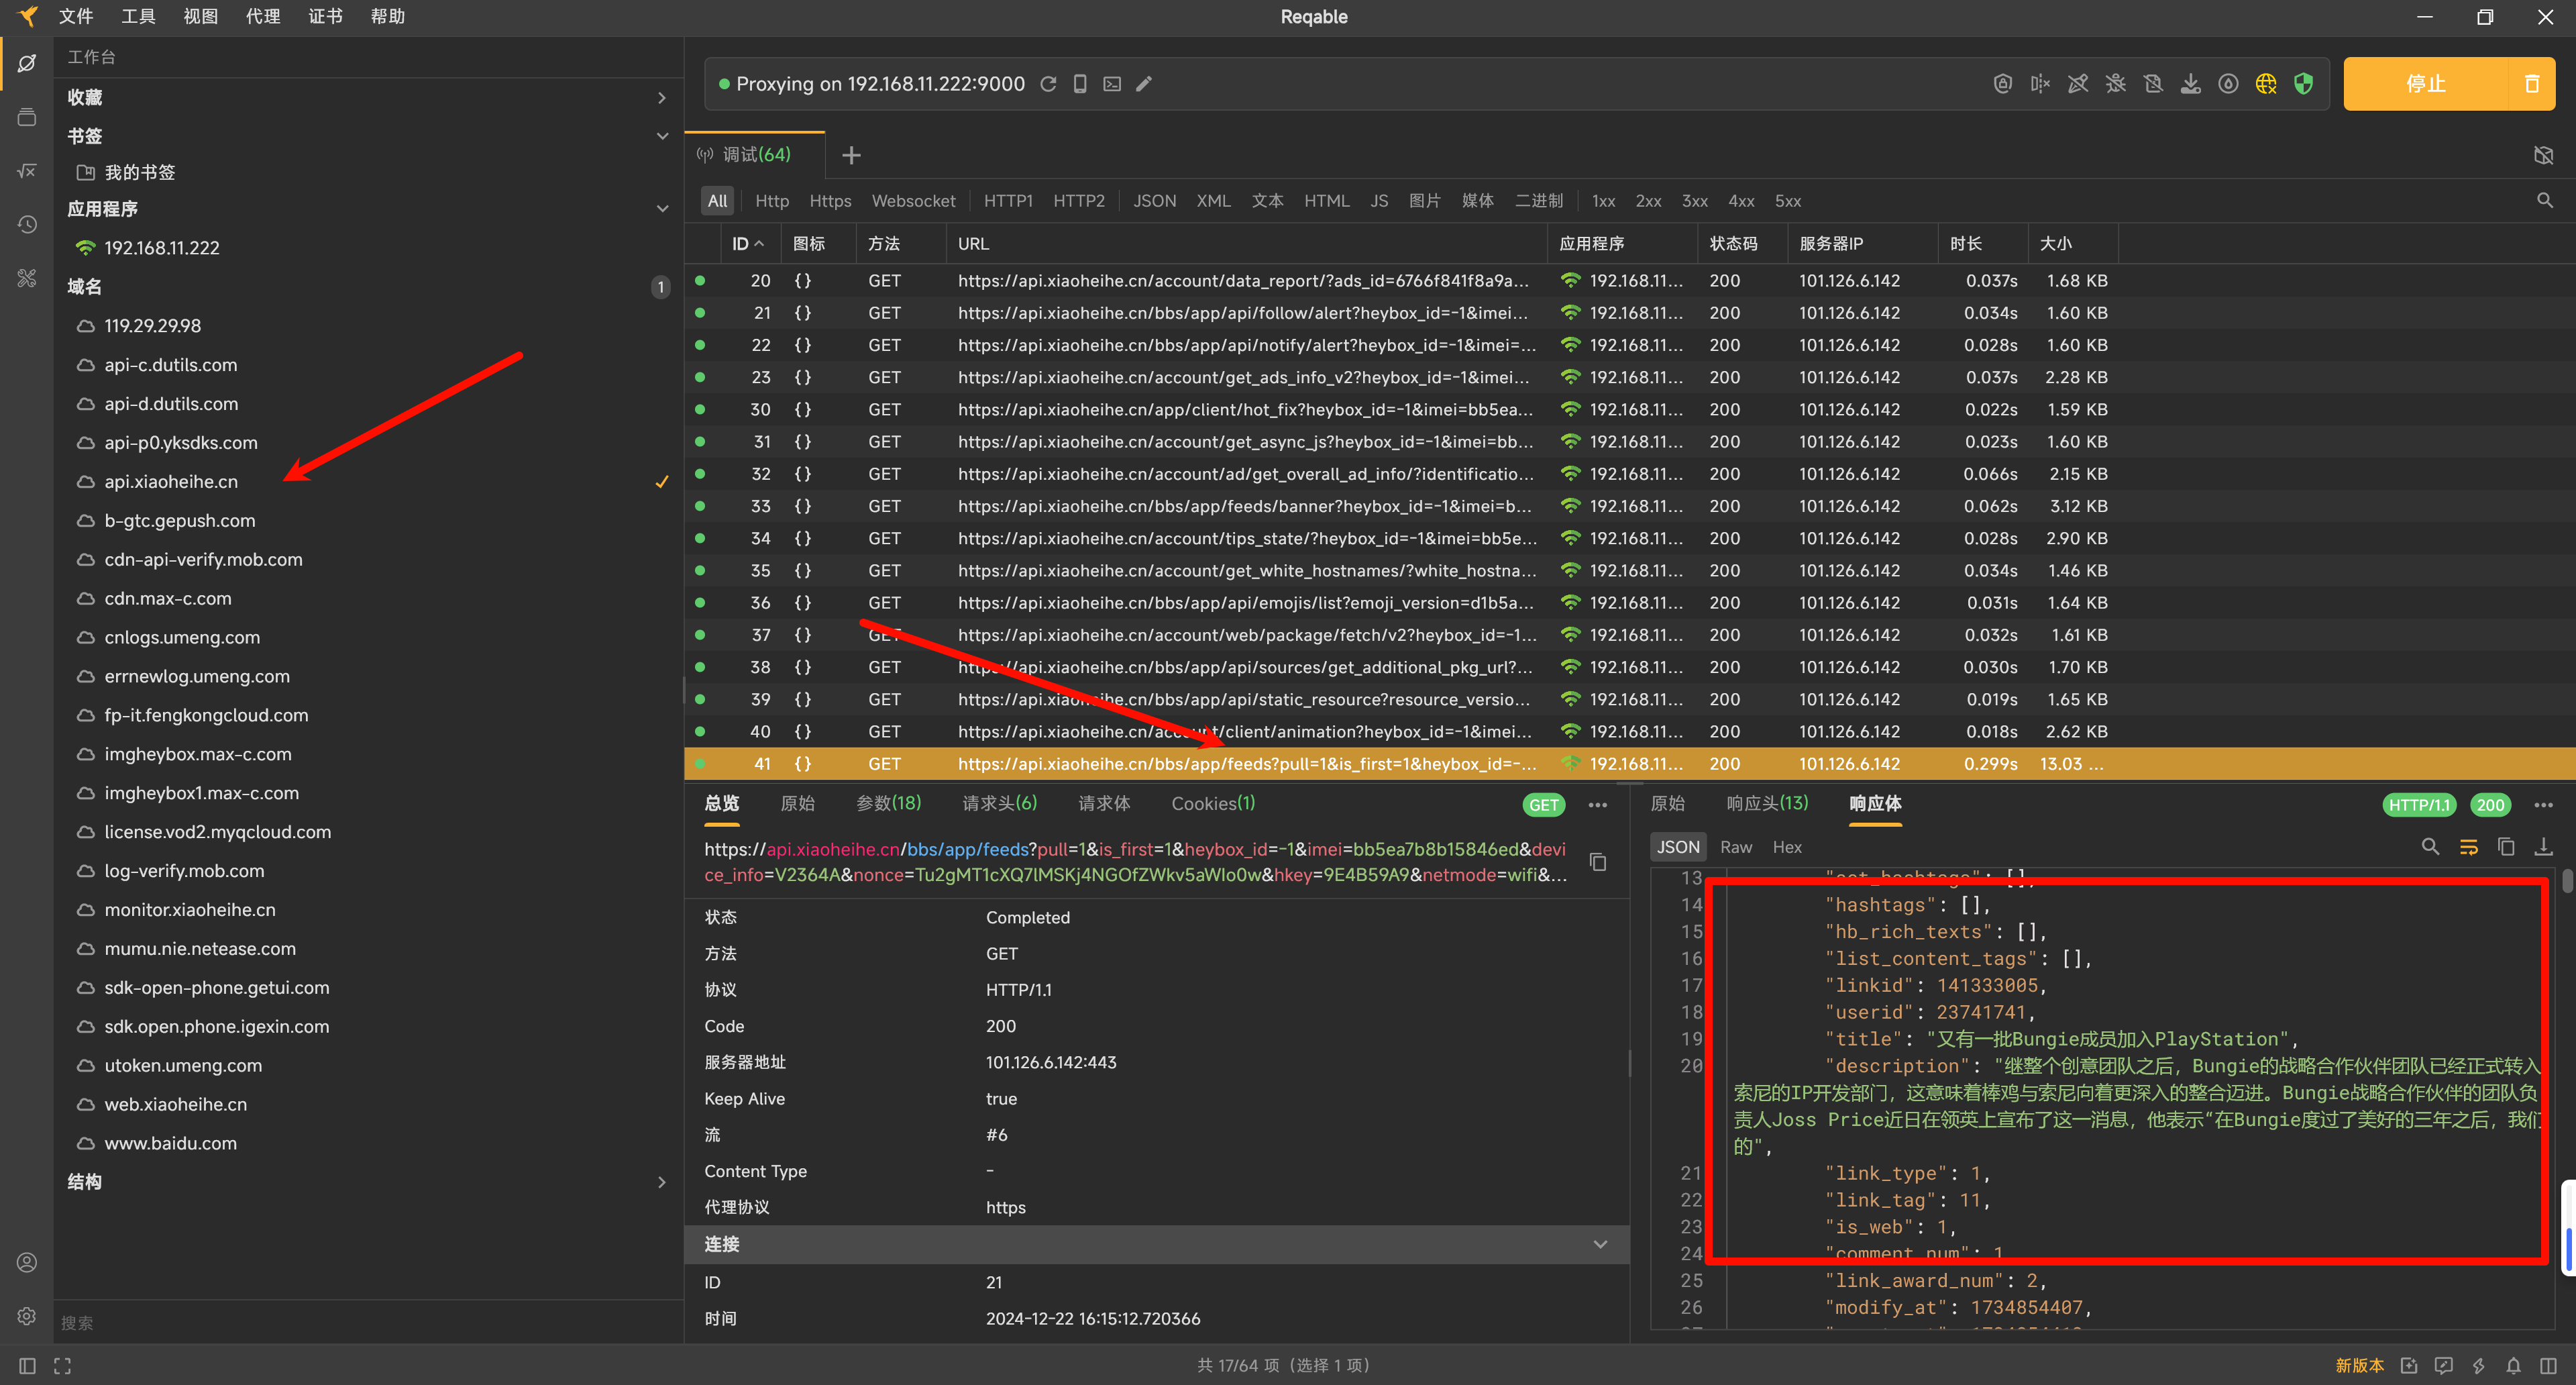 文件 工具 视图 代理 证书 帮助
Reqable
工作台
收藏
书签
我的书签
应用程序
192.168.11.222
域名 1
119.29.29.98
api-c.dutils.com
api-d.dutils.com
api-p0.yksdks.com
api.xiaoheihe.cn
b-gtc.gepush.com
cdn-api-verify.mob.com
cdn.max-c.com
cnlogs.umeng.com
errnewlog.umeng.com
fp-it.fengkongcloud.com
imgheybox.max-c.com
imgheybox1.max-c.com
license.vod2.myqcloud.com
log-verify.mob.com
monitor.xiaoheihe.cn
mumu.nie.netease.com
sdk-open-phone.getui.com
sdk.open.phone.igexin.com
utoken.umeng.com
web.xiaoheihe.cn
www.baidu.com
结构
搜索
Proxying on 192.168.11.222:9000
停止
调试(64)
All Http Https Websocket HTTP1 HTTP2 JSON XML 文本 HTML JS 图片 媒体 二进制 1xx 2xx 3xx 4xx 5xx
ID 图标 方法 URL 应用程序 状态码 服务器IP 时长 大小
20 {} GET https://api.xiaoheihe.cn/account/data_report/?ads_id=6766f841f8a9a... 192.168.11... 200 101.126.6.142 0.037s 1.68 KB
21 {} GET https://api.xiaoheihe.cn/bbs/app/api/follow/alert?heybox_id=-1&imei... 192.168.11... 200 101.126.6.142 0.034s 1.60 KB
22 {} GET https://api.xiaoheihe.cn/bbs/app/api/notify/alert?heybox_id=-1&imei=... 192.168.11... 200 101.126.6.142 0.028s 1.60 KB
23 {} GET https://api.xiaoheihe.cn/account/get_ads_info_v2?heybox_id=-1&imei... 192.168.11... 200 101.126.6.142 0.037s 2.28 KB
30 {} GET https://api.xiaoheihe.cn/app/client/hot_fix?heybox_id=-1&imei=bb5ea... 192.168.11... 200 101.126.6.142 0.022s 1.59 KB
31 {} GET https://api.xiaoheihe.cn/account/get_async_js?heybox_id=-1&imei=bb... 192.168.11... 200 101.126.6.142 0.023s 1.60 KB
32 {} GET https://api.xiaoheihe.cn/account/ad/get_overall_ad_info/?identificatio... 192.168.11... 200 101.126.6.142 0.066s 2.15 KB
33 {} GET https://api.xiaoheihe.cn/bbs/app/feeds/banner?heybox_id=-1&imei=b... 192.168.11... 200 101.126.6.142 0.062s 3.12 KB
34 {} GET https://api.xiaoheihe.cn/account/tips_state/?heybox_id=-1&imei=bb5e... 192.168.11... 200 101.126.6.142 0.028s 2.90 KB
35 {} GET https://api.xiaoheihe.cn/account/get_white_hostnames/?white_hostna... 192.168.11... 200 101.126.6.142 0.034s 1.46 KB
36 {} GET https://api.xiaoheihe.cn/bbs/app/api/emojis/list?emoji_version=d1b5a... 192.168.11... 200 101.126.6.142 0.031s 1.64 KB
37 {} GET https://api.xiaoheihe.cn/account/web/package/fetch/v2?heybox_id=-1... 192.168.11... 200 101.126.6.142 0.032s 1.61 KB
38 {} GET https://api.xiaoheihe.cn/bbs/app/api/sources/get_additional_pkg_url?... 192.168.11... 200 101.126.6.142 0.030s 1.70 KB
39 {} GET https://api.xiaoheihe.cn/bbs/app/api/static_resource?resource_versio... 192.168.11... 200 101.126.6.142 0.019s 1.65 KB
40 {} GET https://api.xiaoheihe.cn/account/client/animation?heybox_id=-1&imei... 192.168.11... 200 101.126.6.142 0.018s 2.62 KB
41 {} GET https://api.xiaoheihe.cn/bbs/app/feeds?pull=1&is_first=1&heybox_id=-... 192.168.11... 200 101.126.6.142 0.299s 13.03 ...
总览 原始 参数(18) 请求头(6) 请求体 Cookies(1) GET
https://api.xiaoheihe.cn/bbs/app/feeds?pull=1&is_first=1&heybox_id=-1&imei=bb5ea7b8b15846ed&devi
ce_info=V2364A&nonce=Tu2gMT1cXQ7lMSKj4NGOfZWkv5aWIo0w&hkey=9E4B59A9&netmode=wifi&...
状态 Completed
方法 GET
协议 HTTP/1.1
Code 200
服务器地址 101.126.6.142:443
Keep Alive true
流 #6
Content Type -
代理协议 https
连接
ID 21
时间 2024-12-22 16:15:12.720366
原始 响应头(13) 响应体 HTTP/1.1 200
JSON Raw Hex
13
14 "hashtags": [],
15 "hb_rich_texts": [],
16 "list_content_tags": [],
17 "linkid": 141333005,
18 "userid": 23741741,
19 "title": "又有一批Bungie成员加入PlayStation",
20 "description": "继整个创意团队之后，Bungie的战略合作伙伴团队已经正式转入
索尼的IP开发部门，这意味着棒鸡与索尼向着更深入的整合迈进。Bungie战略合作伙伴的团队负
责人Joss Price近日在领英上宣布了这一消息，他表示“在Bungie度过了美好的三年之后，我们
的",
21 "link_type": 1,
22 "link_tag": 11,
23 "is_web": 1,
24 "comment_num": 1
25 "link_award_num": 2,
26 "modify_at": 1734854407,
共 17/64 项（选择 1 项）
新版本